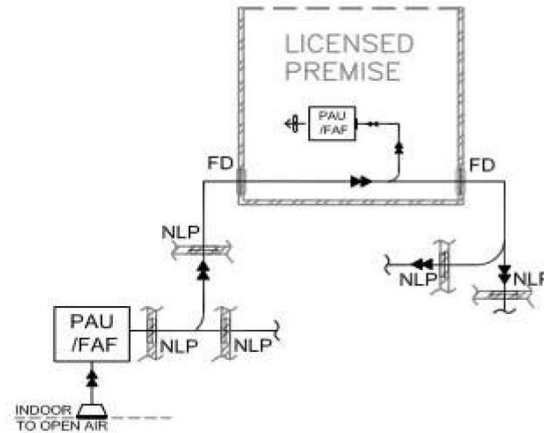 LICENSED
PREMISE
PAU
/FAF
FD
FD
NLP
NLP
NLP
PAU
/FAF
NLP
NLP
INDOOR
TO OPEN AIR